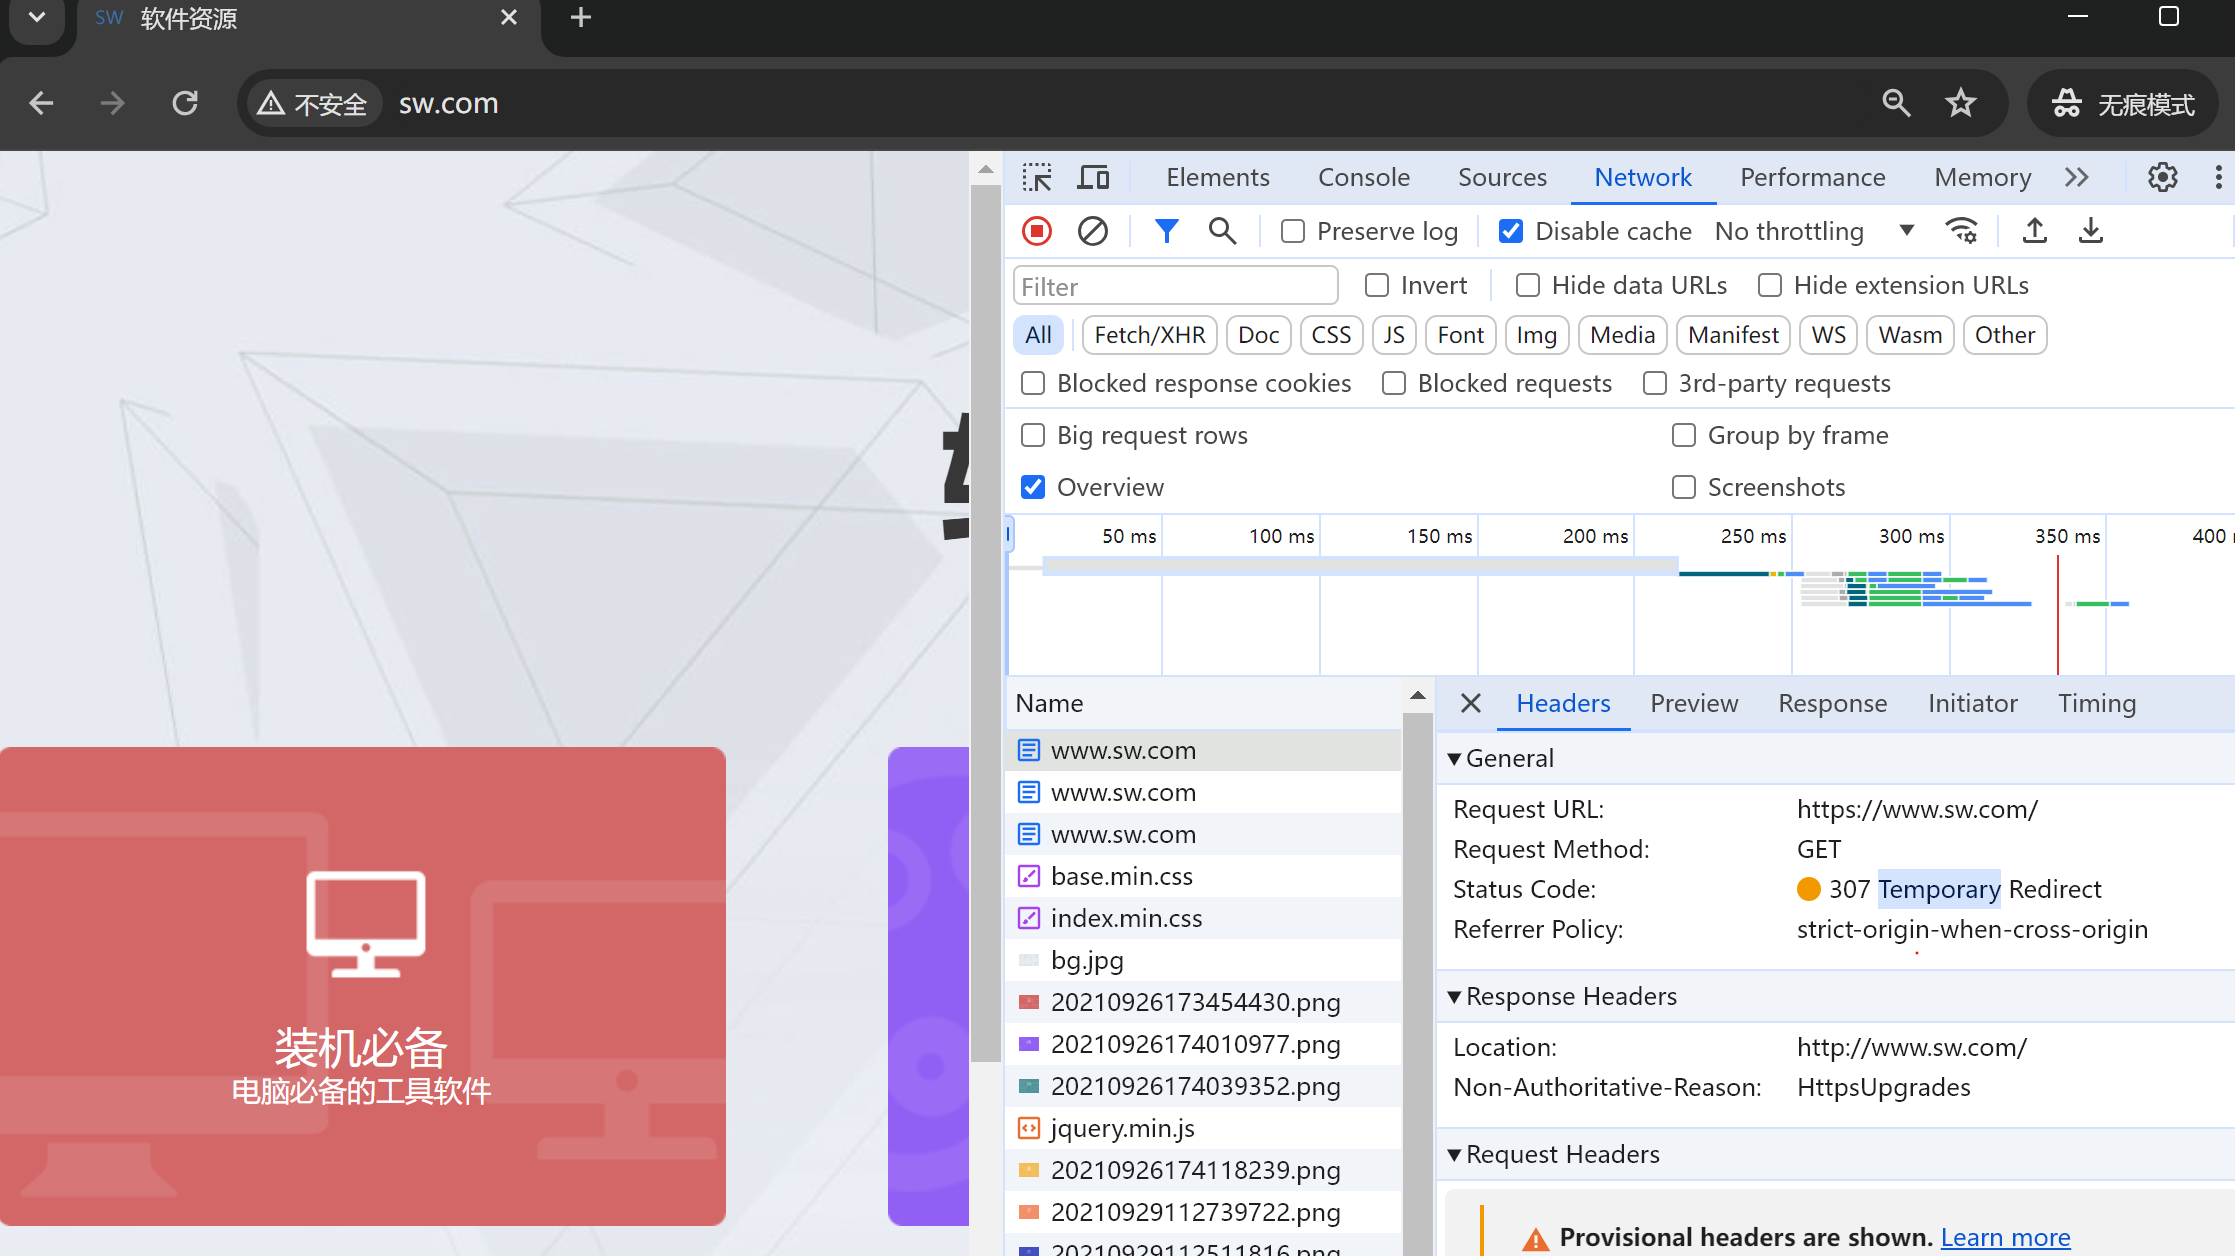 SW 软件资源
不安全 sw.com
无痕模式
Elements Console Sources Network Performance Memory
Preserve log Disable cache No throttling
Filter Invert Hide data URLs Hide extension URLs
All Fetch/XHR Doc CSS JS Font Img Media Manifest WS Wasm Other
Blocked response cookies Blocked requests 3rd-party requests
Big request rows Group by frame
Overview Screenshots
50 ms 100 ms 150 ms 200 ms 250 ms 300 ms 350 ms 400
Name
www.sw.com
www.sw.com
www.sw.com
base.min.css
index.min.css
bg.jpg
20210926173454430.png
20210926174010977.png
20210926174039352.png
jquery.min.js
20210926174118239.png
20210929112739722.png
20210929112511816.png
Headers Preview Response Initiator Timing
General
Request URL: https://www.sw.com/
Request Method: GET
Status Code: 307 Temporary Redirect
Referrer Policy: strict-origin-when-cross-origin
Response Headers
Location: http://www.sw.com/
Non-Authoritative-Reason: HttpsUpgrades
Request Headers
Provisional headers are shown. Learn more
装机必备
电脑必备的工具软件